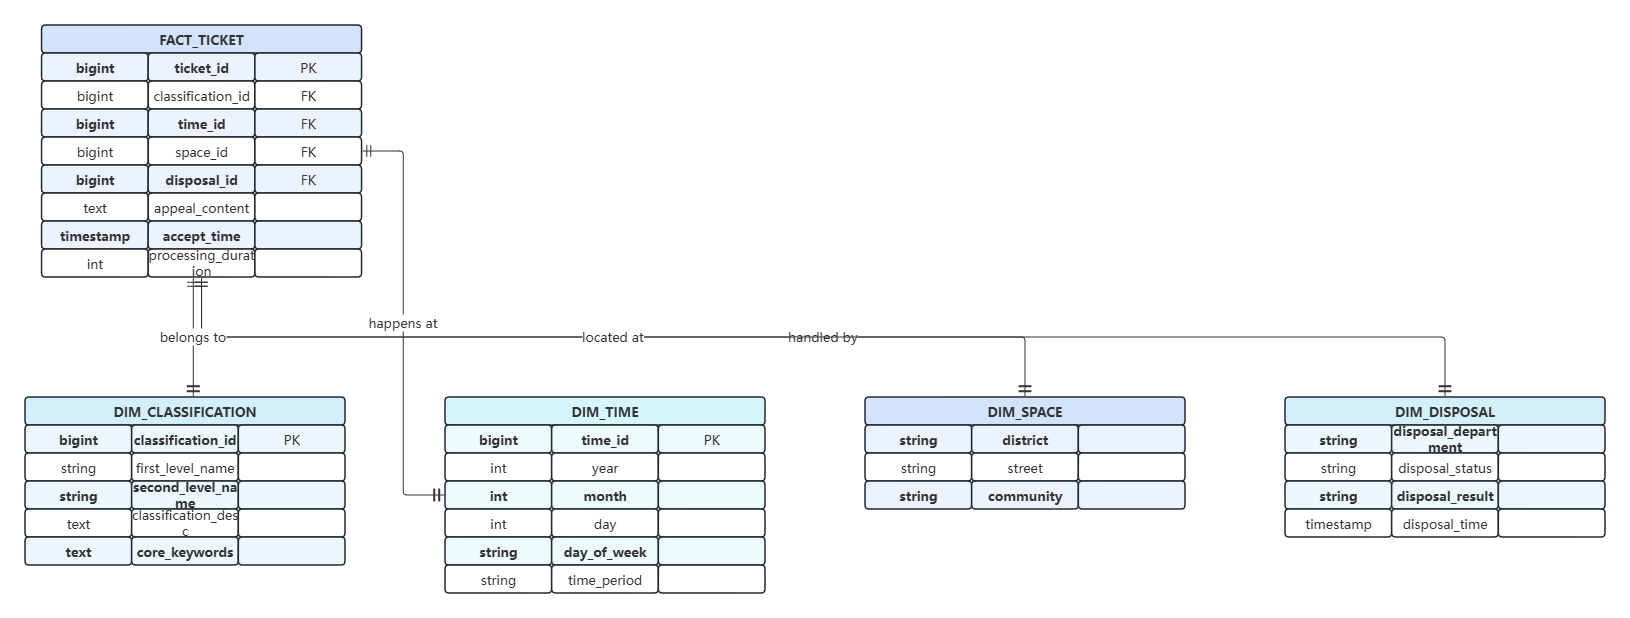 FACT_TICKET
bigint ticket_id PK
bigint classification_id FK
bigint time_id FK
bigint space_id FK
bigint disposal_id FK
text appeal_content
timestamp accept_time
int processing_durat
ion
happens at
belongs to located at handled by
DIM_CLASSIFICATION
bigint classification_id PK
string first_level_name
string second_level_na
me
text classification_des
c
text core_keywords
DIM_TIME
bigint time_id PK
int year
int month
int day
string day_of_week
string time_period
DIM_SPACE
string district
string street
string community
DIM_DISPOSAL
string disposal_depart
ment
string disposal_status
string disposal_result
timestamp disposal_time